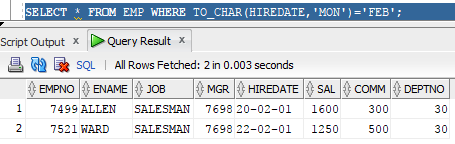 SELECT * FROM EMP WHERE TO_CHAR(HIREDATE,'MON')='FEB';
Script Output × Query Result ×
SQL | All Rows Fetched: 2 in 0.003 seconds
EMPNO ENAME JOB MGR HIREDATE SAL COMM DEPTNO
1 7499 ALLEN SALESMAN 7698 20-02-01 1600 300 30
2 7521 WARD SALESMAN 7698 22-02-01 1250 500 30